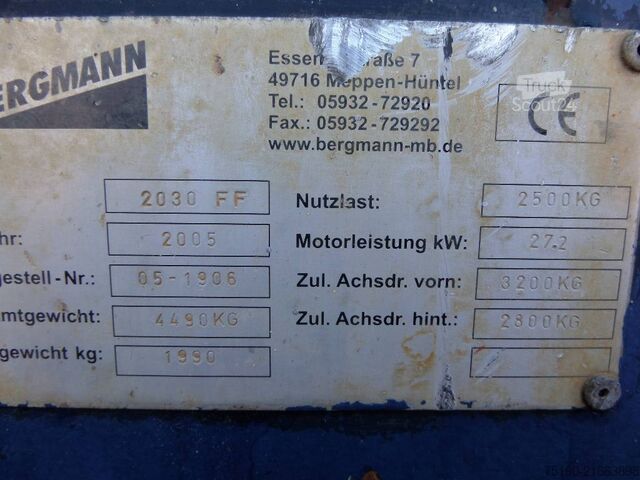 ERGMANN
Essen straße 7
49716 Meppen-Hüntel
Tel.: 05932-72920
Fax.: 05932-729292
www.bergmann-mb.de
CE
Truck
Scout24
2030 FF
Nutzlast: 2500KG
hr: 2005 Motorleistung kW: 27.2
gestell-Nr.: 05-1906 Zul. Achsdr. vorn: 3200KG
mtgewicht: 4490KG Zul. Achsdr. hint.: 2800KG
gewicht kg: 1990